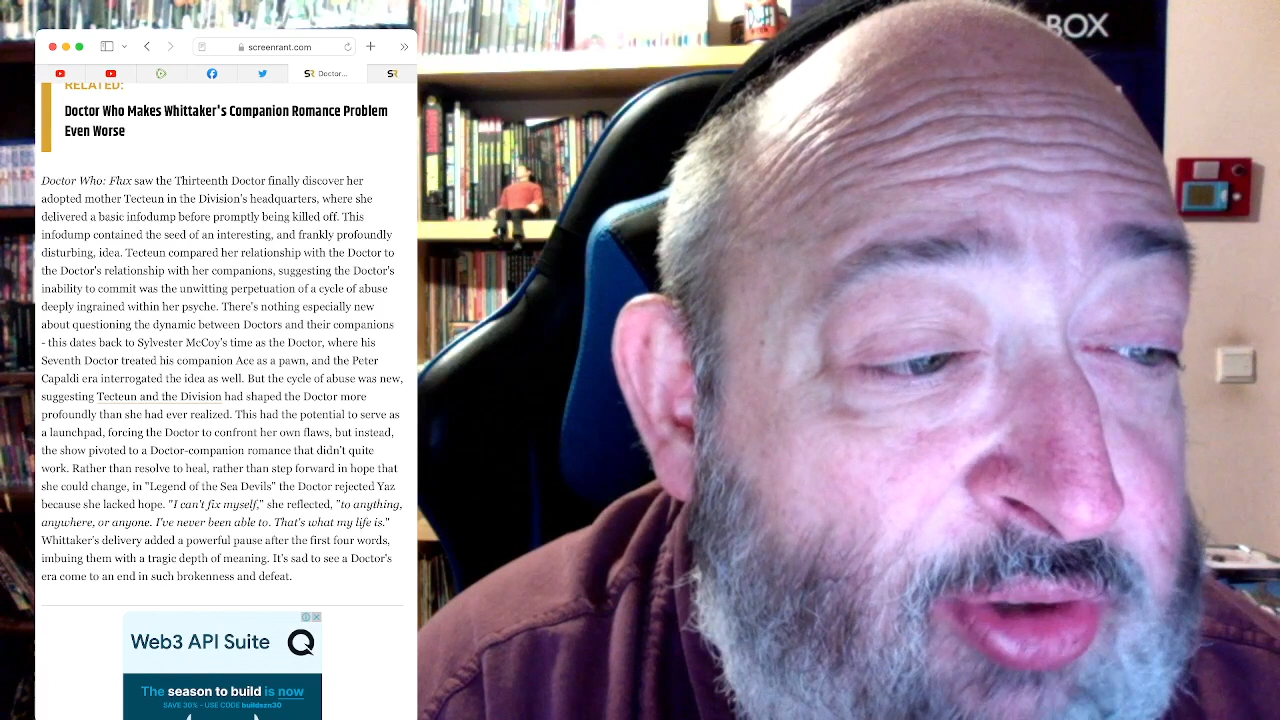 screenrant.com
Doctor...
RELATED:
Doctor Who Makes Whittaker's Companion Romance Problem
Even Worse
Doctor Who: Flux saw the Thirteenth Doctor finally discover her
adopted mother Tecteun in the Division's headquarters, where she
delivered a basic infodump before promptly being killed off. This
infodump contained the seed of an interesting, and frankly profoundly
disturbing, idea. Tecteun compared her relationship with the Doctor to
the Doctor's relationship with her companions, suggesting the Doctor's
inability to commit was the unwitting perpetuation of a cycle of abuse
deeply ingrained within her psyche. There's nothing especially new
about questioning the dynamic between Doctors and their companions
- this dates back to Sylvester McCoy's time as the Doctor, where his
Seventh Doctor treated his companion Ace as a pawn, and the Peter
Capaldi era interrogated the idea as well. But the cycle of abuse was new,
suggesting Tecteun and the Division had shaped the Doctor more
profoundly than she had ever realized. This had the potential to serve as
a launchpad, forcing the Doctor to confront her own flaws, but instead,
the show pivoted to a Doctor-companion romance that didn't quite
work. Rather than resolve to heal, rather than step forward in hope that
she could change, in "Legend of the Sea Devils" the Doctor rejected Yaz
because she lacked hope. "I can't fix myself," she reflected, "to anything,
anywhere, or anyone. I've never been able to. That's what my life is."
Whittaker's delivery added a powerful pause after the first four words,
imbuing them with a tragic depth of meaning. It's sad to see a Doctor's
era come to an end in such brokenness and defeat.
Web3 API Suite
The season to build is now
SAVE 30% - USE CODE buildszn30
BOX